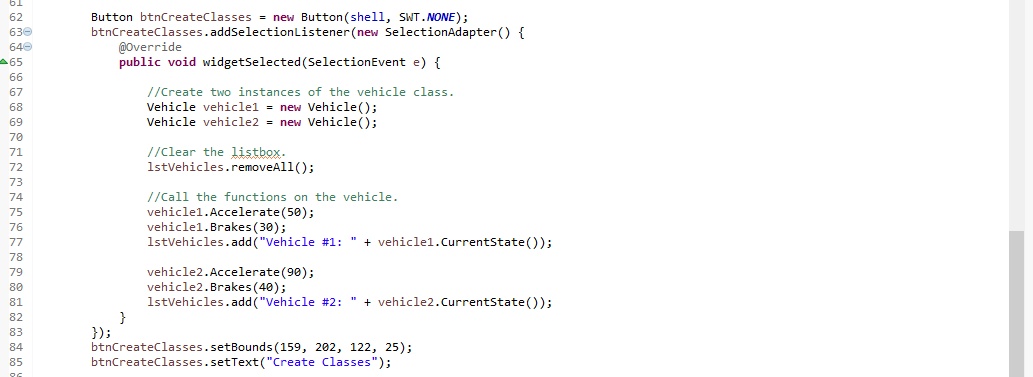 61
62 Button btnCreateClasses = new Button(shell, SWT.NONE);
63 btnCreateClasses.addSelectionListener(new SelectionAdapter() {
64 @Override
65 public void widgetSelected(SelectionEvent e) {
66
67 //Create two instances of the vehicle class.
68 Vehicle vehicle1 = new Vehicle();
69 Vehicle vehicle2 = new Vehicle();
70
71 //Clear the listbox.
72 lstVehicles.removeAll();
73
74 //Call the functions on the vehicle.
75 vehicle1.Accelerate(50);
76 vehicle1.Brakes(30);
77 lstVehicles.add("Vehicle #1: " + vehicle1.CurrentState());
78
79 vehicle2.Accelerate(90);
80 vehicle2.Brakes(40);
81 lstVehicles.add("Vehicle #2: " + vehicle2.CurrentState());
82 }
83 });
84 btnCreateClasses.setBounds(159, 202, 122, 25);
85 btnCreateClasses.setText("Create Classes");
86